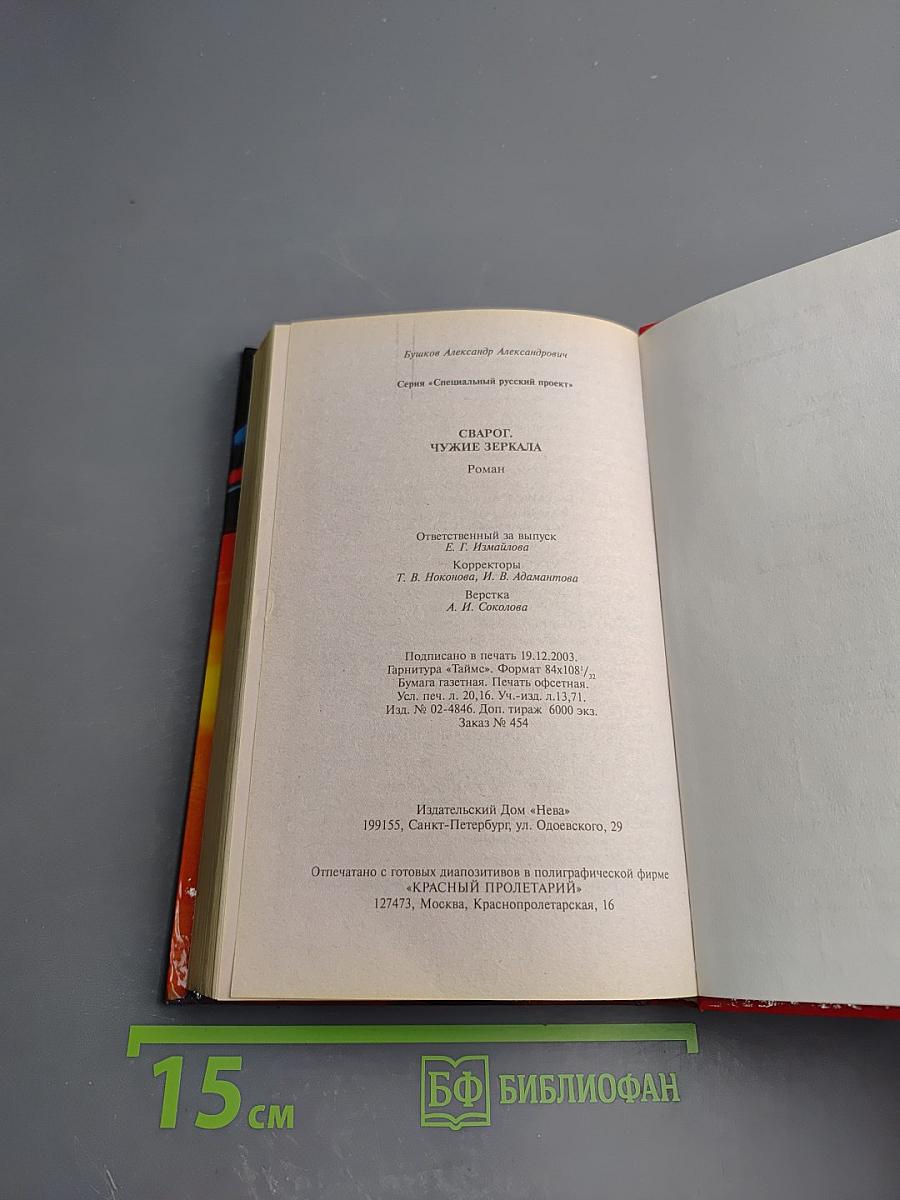 Бушков Александр Александрович
Серия «Специальный русский проект»
СВАРОГ.
ЧУЖИЕ ЗЕРКАЛА
Роман
Ответственный за выпуск
Е. Г. Измайлова
Корректоры
Т. В. Ноконова, И. В. Адамантова
Верстка
А. И. Соколова
Подписано в печать 19.12.2003.
Гарнитура «Таймс». Формат 84х108¹/₃₂
Бумага газетная. Печать офсетная.
Усл. печ. л. 20,16. Уч.-изд. л.13,71.
Изд. № 02-4846. Доп. тираж 6000 экз.
Заказ № 454
Издательский Дом «Нева»
199155, Санкт-Петербург, ул. Одоевского, 29
Отпечатано с готовых диапозитивов в полиграфической фирме
«КРАСНЫЙ ПРОЛЕТАРИЙ»
127473, Москва, Краснопролетарская, 16
15 см
БФ БИБЛИОФАН